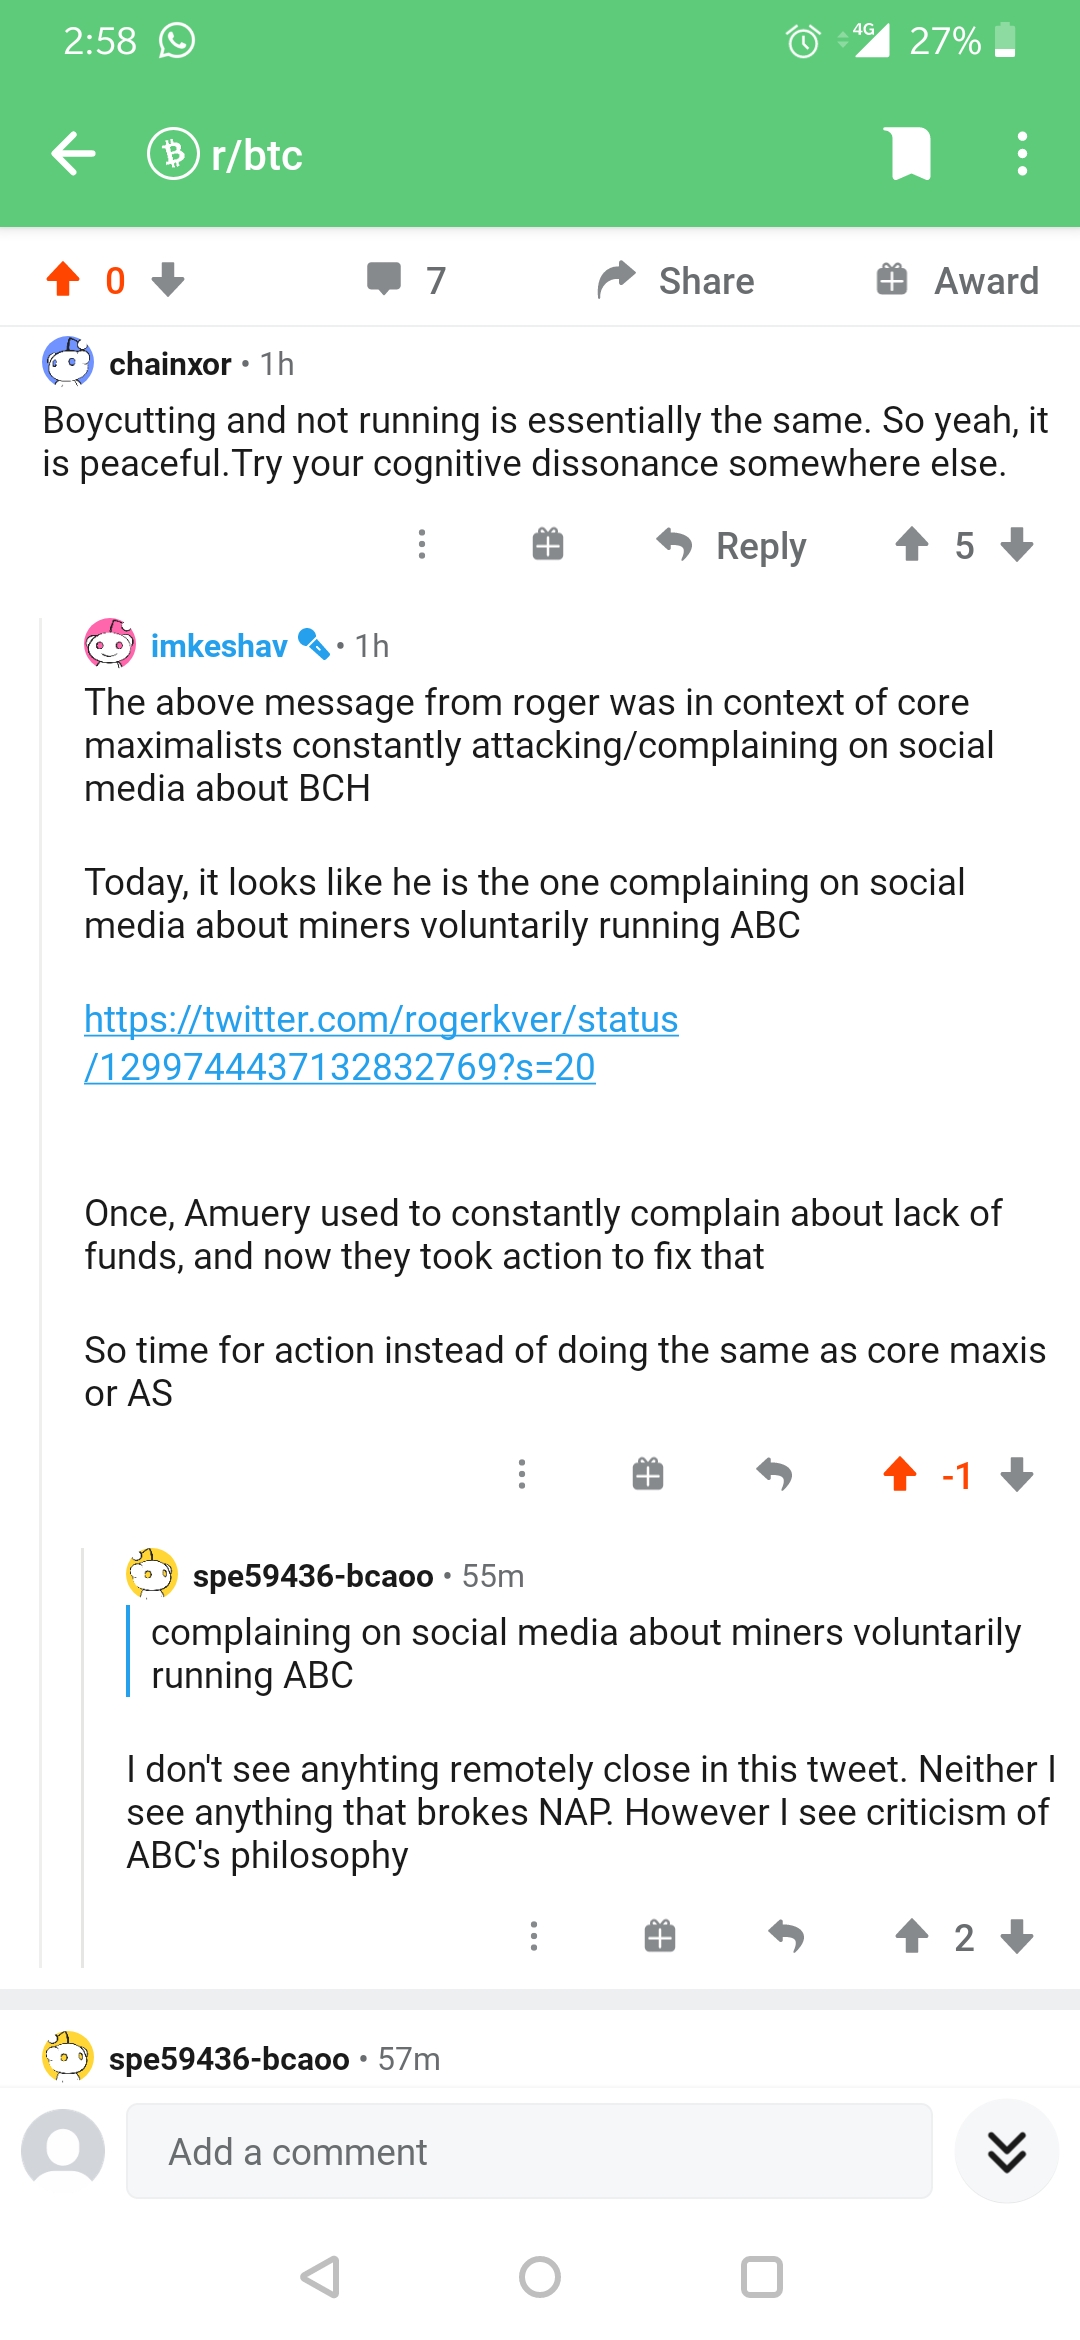 2:58 4G 27%
r/btc
0 7 Share Award
chainxor • 1h
Boycutting and not running is essentially the same. So yeah, it
is peaceful.Try your cognitive dissonance somewhere else.
Reply 5
imkeshav • 1h
The above message from roger was in context of core
maximalists constantly attacking/complaining on social
media about BCH
Today, it looks like he is the one complaining on social
media about miners voluntarily running ABC
https://twitter.com/rogerkver/status
/1299744437132832769?s=20
Once, Amuery used to constantly complain about lack of
funds, and now they took action to fix that
So time for action instead of doing the same as core maxis
or AS
-1
spe59436-bcaoo • 55m
complaining on social media about miners voluntarily
running ABC
I don't see anyhting remotely close in this tweet. Neither I
see anything that brokes NAP. However I see criticism of
ABC's philosophy
2
spe59436-bcaoo • 57m
Add a comment